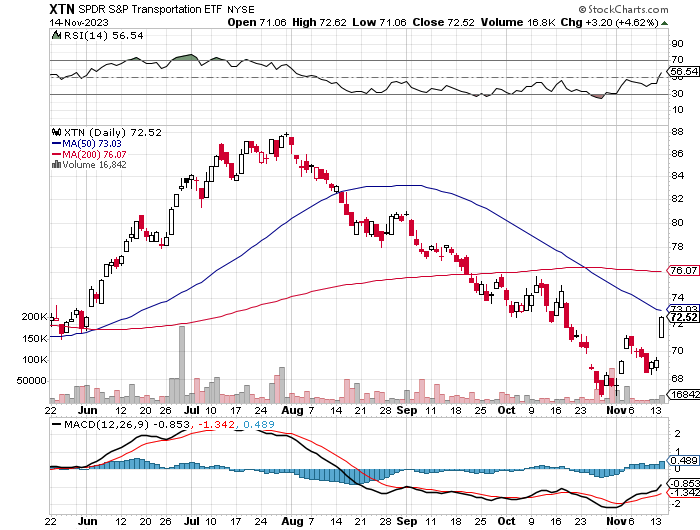 XTN SPDR S&P Transportation ETF NYSE
© StockCharts.com
14-Nov-2023
Open 71.06 High 72.62 Low 71.06 Close 72.52 Volume 16.8K Chg +3.20 (+4.62%)
RSI(14) 56.54
90
70
56.54
50
30
10
XTN (Daily) 72.52
MA(50) 73.03
MA(200) 76.07
Volume 16,842
88
86
84
82
80
78
76.07
74
73.03
72.52
70
68
16842
200K
150K
100K
50000
22 Jun 12 20 26 Jul 10 17 24 Aug 7 14 21 28 Sep 11 18 25 Oct 9 16 23 Nov 6 13
MACD(12,26,9) -0.853, -1.342, 0.489
2
1
0.489
0
-0.853
-1.342
-2
22 Jun 12 20 26 Jul 10 17 24 Aug 7 14 21 28 Sep 11 18 25 Oct 9 16 23 Nov 6 13